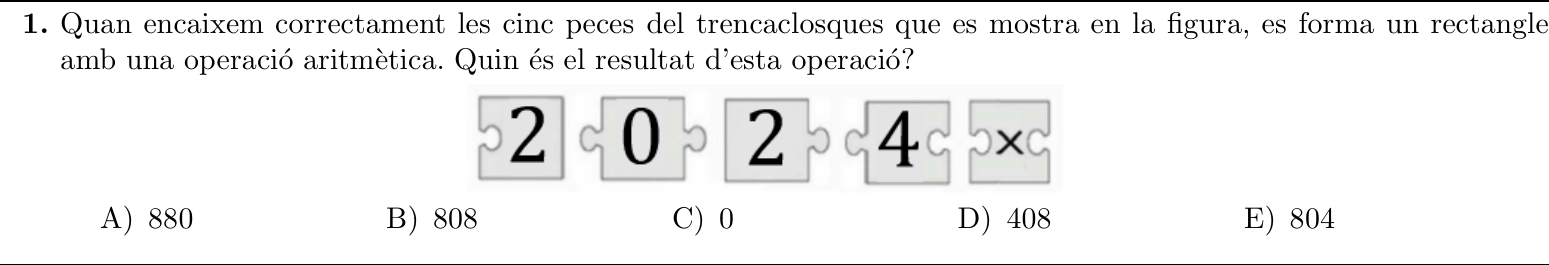 1. Quan encaixem correctament les cinc peces del trencaclosques que es mostra en la figura, es forma un rectangle
amb una operació aritmètica. Quin és el resultat d'esta operació?
2 0 2 4 ×
A) 880 B) 808 C) 0 D) 408 E) 804